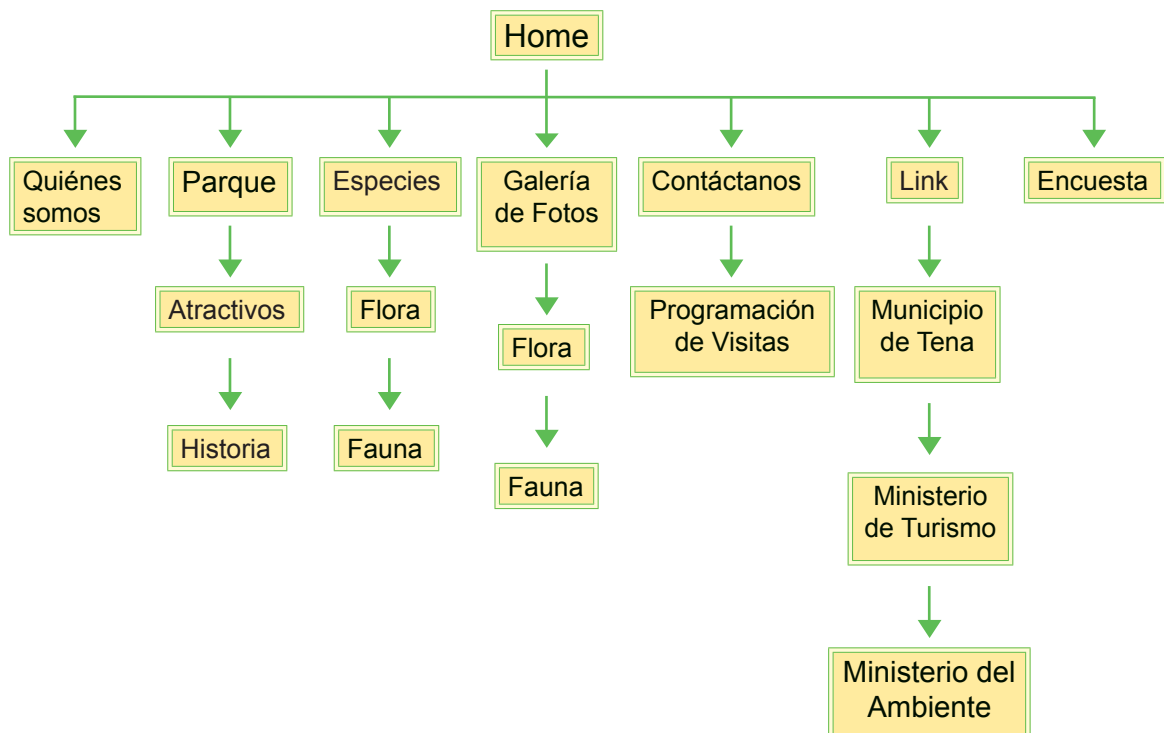 Home
Quiénes
somos
Parque
Especies
Galería
de Fotos
Contáctanos
Link
Encuesta
Atractivos
Flora
Flora
Programación
de Visitas
Municipio
de Tena
Historia
Fauna
Fauna
Ministerio
de Turismo
Ministerio del
Ambiente